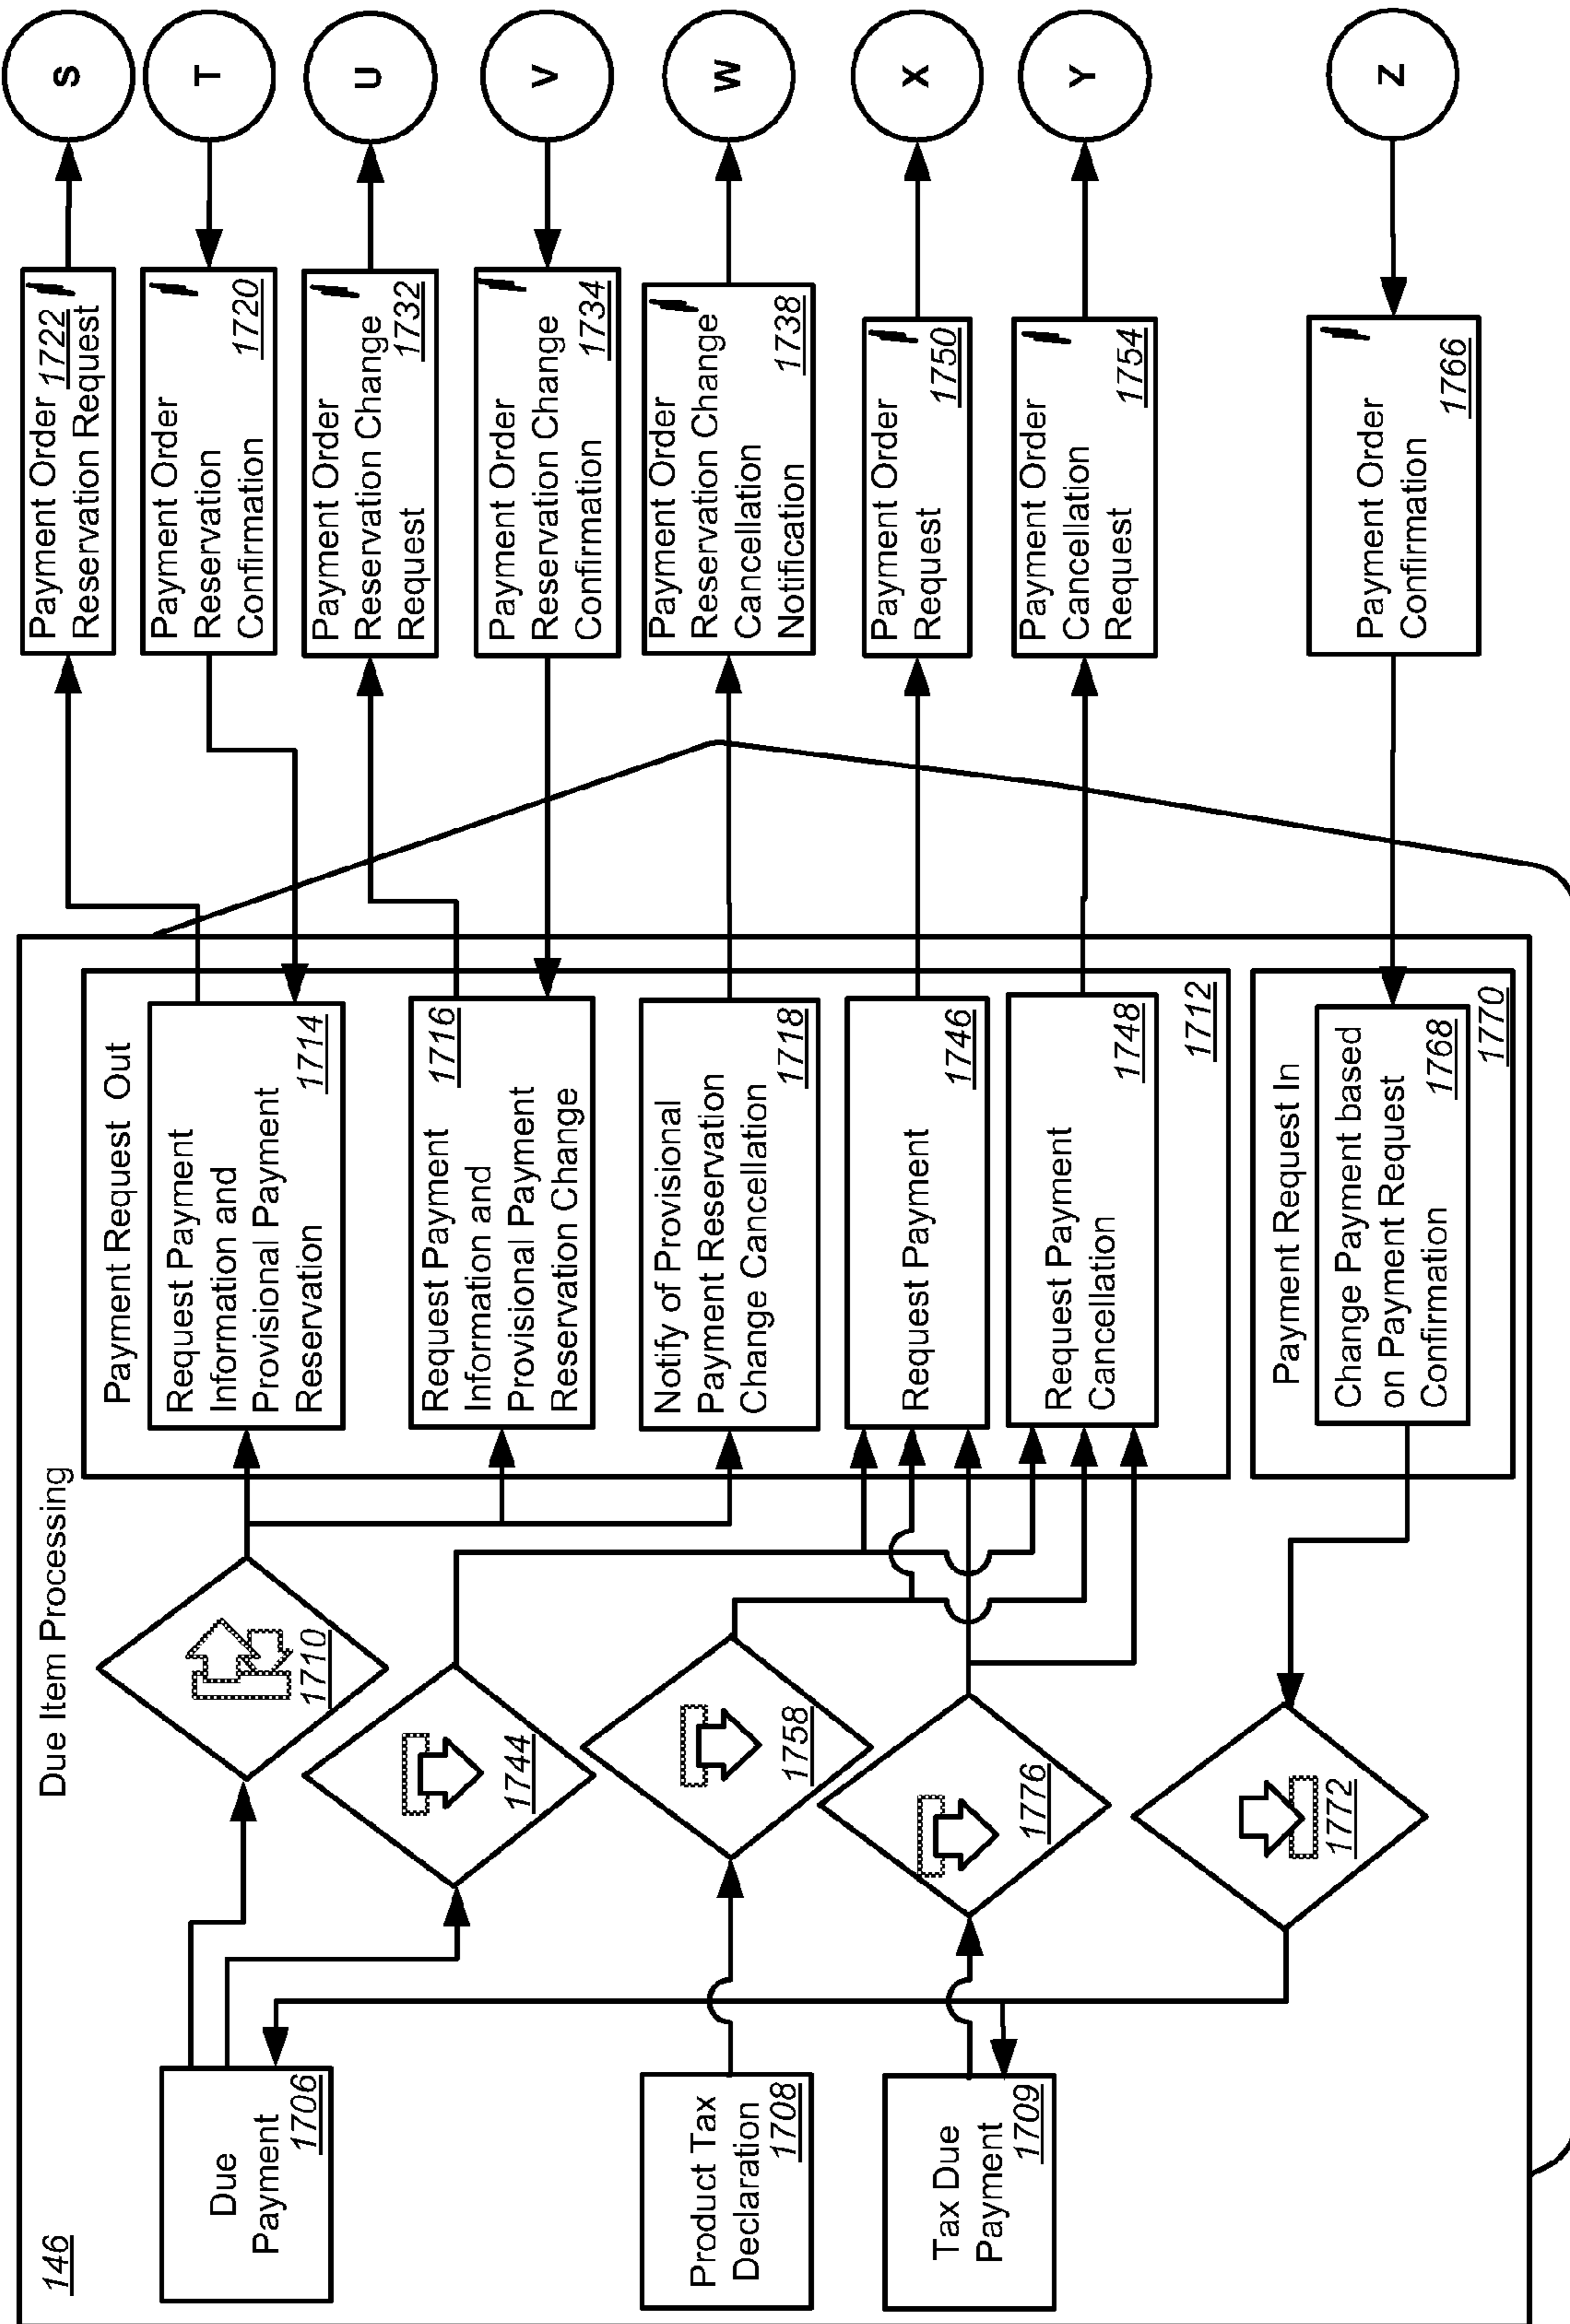 146
Due Item Processing
Due
Payment
1706
Product Tax
Declaration
1708
Tax Due
Payment
1709
1710
1744
1758
1776
1772
Payment Request Out
Request Payment
Information and
Provisional Payment
Reservation
1714
Request Payment
1716
Information and
Provisional Payment
Reservation Change
Notify of Provisional
Payment Reservation
Change Cancellation
1718
Request Payment
1746
Request Payment
Cancellation
1748
1712
Payment Request In
Change Payment based
on Payment Request
Confirmation
1768
1770
Payment Order 1722
Reservation Request
Payment Order
Reservation
Confirmation
1720
Payment Order
Reservation Change
Request
1732
Payment Order
Reservation Change
Confirmation
1734
Payment Order
Reservation Change
Cancellation
Notification
1738
Payment Order
Request
1750
Payment Order
Cancellation
Request
1754
Payment Order
Confirmation
1766
S
T
U
V
W
X
Y
Z